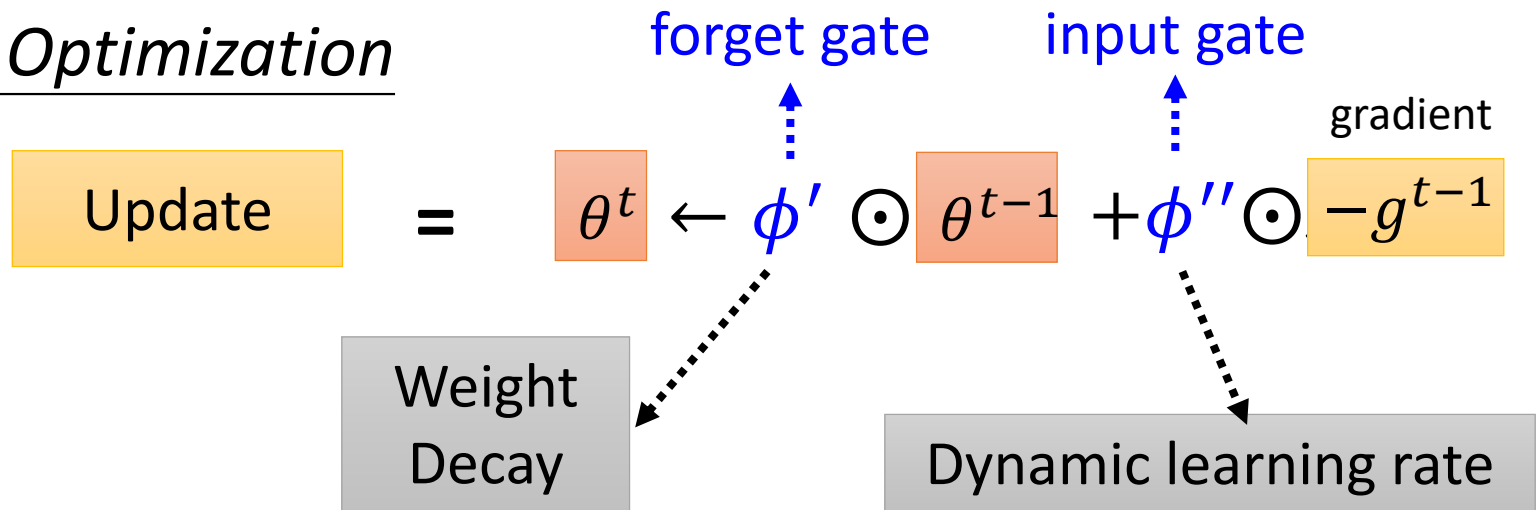 Optimization
forget gate
input gate
gradient
Update = θ^t ← ϕ′ ⊙ θ^{t−1} +ϕ′′ ⊙ −g^{t−1}
Weight
Decay
Dynamic learning rate